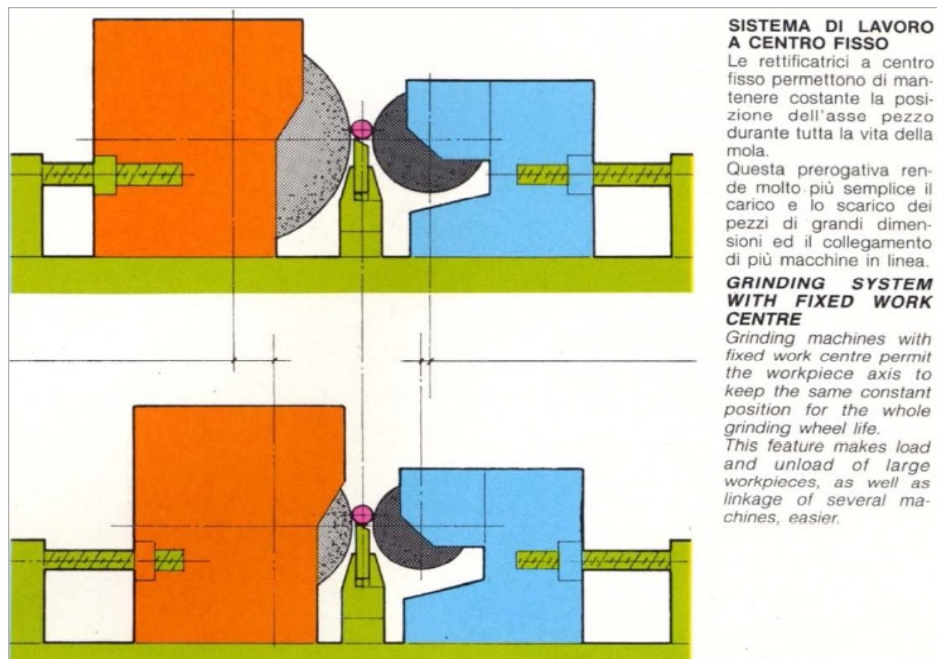 SISTEMA DI LAVORO
A CENTRO FISSO
Le rettificatrici a centro
fisso permettono di man-
tenere costante la posi-
zione dell'asse pezzo
durante tutta la vita della
mola.
Questa prerogativa ren-
de molto più semplice il
carico e lo scarico dei
pezzi di grandi dimen-
sioni ed il collegamento
di più macchine in linea.
GRINDING SYSTEM
WITH FIXED WORK
CENTRE
Grinding machines with
fixed work centre permit
the workpiece axis to
keep the same constant
position for the whole
grinding wheel life.
This feature makes load
and unload of large
workpieces, as well as
linkage of several ma-
chines, easier.